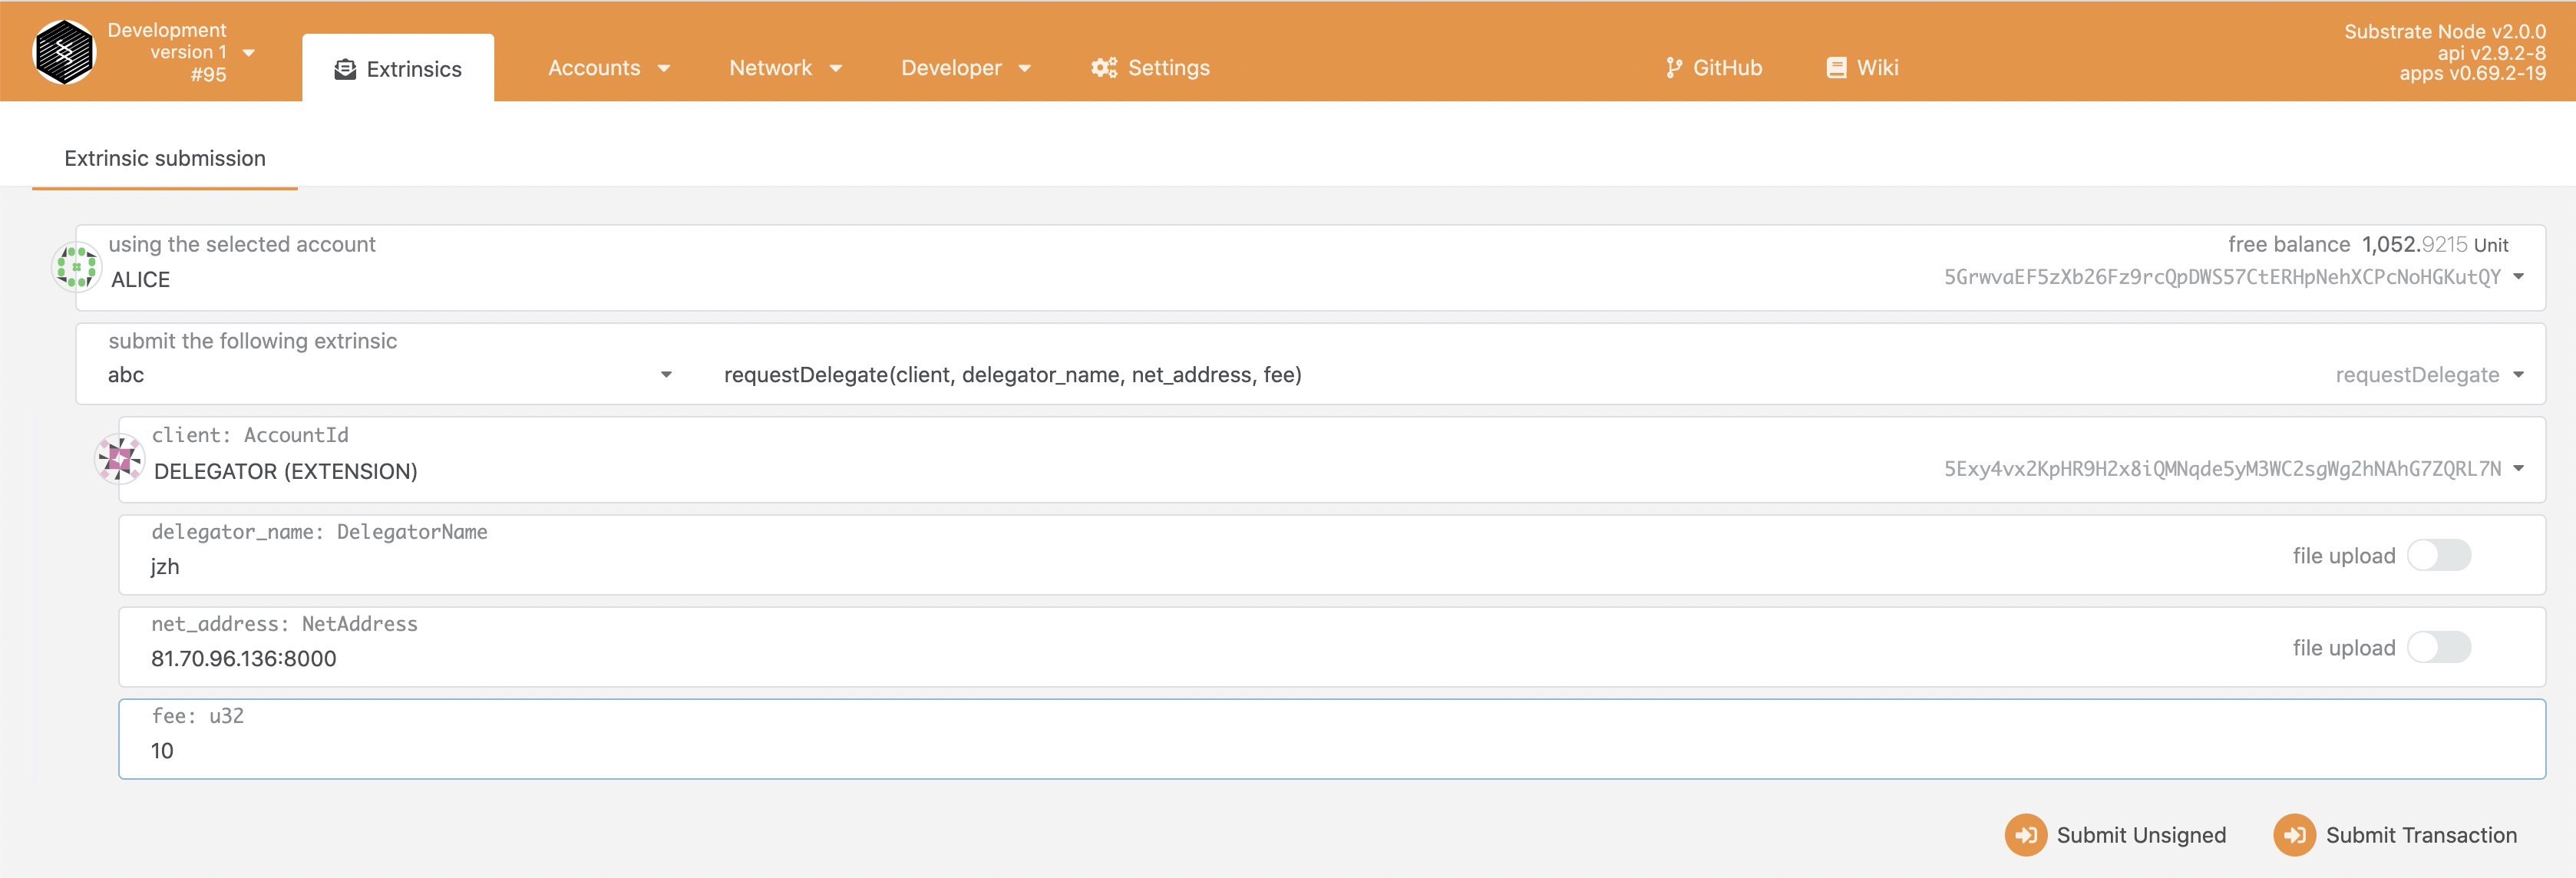 Development
version 1
#95
Extrinsics
Accounts
Network
Developer
Settings
GitHub
Wiki
Substrate Node v2.0.0
api v2.9.2-8
apps v0.69.2-19
Extrinsic submission
using the selected account
free balance 1,052.9215 Unit
ALICE
5GrwvaEF5zXb26Fz9rcQpDWS57CtERHpNehXCPcNoHGKutQY
submit the following extrinsic
abc
requestDelegate(client, delegator_name, net_address, fee)
requestDelegate
client: AccountId
DELEGATOR (EXTENSION)
5Exy4vx2KpHR9H2x8iQMNqde5yM3WC2sgWg2hNAhG7ZQRL7N
delegator_name: DelegatorName
jzh
file upload
net_address: NetAddress
81.70.96.136:8000
file upload
fee: u32
10
Submit Unsigned
Submit Transaction